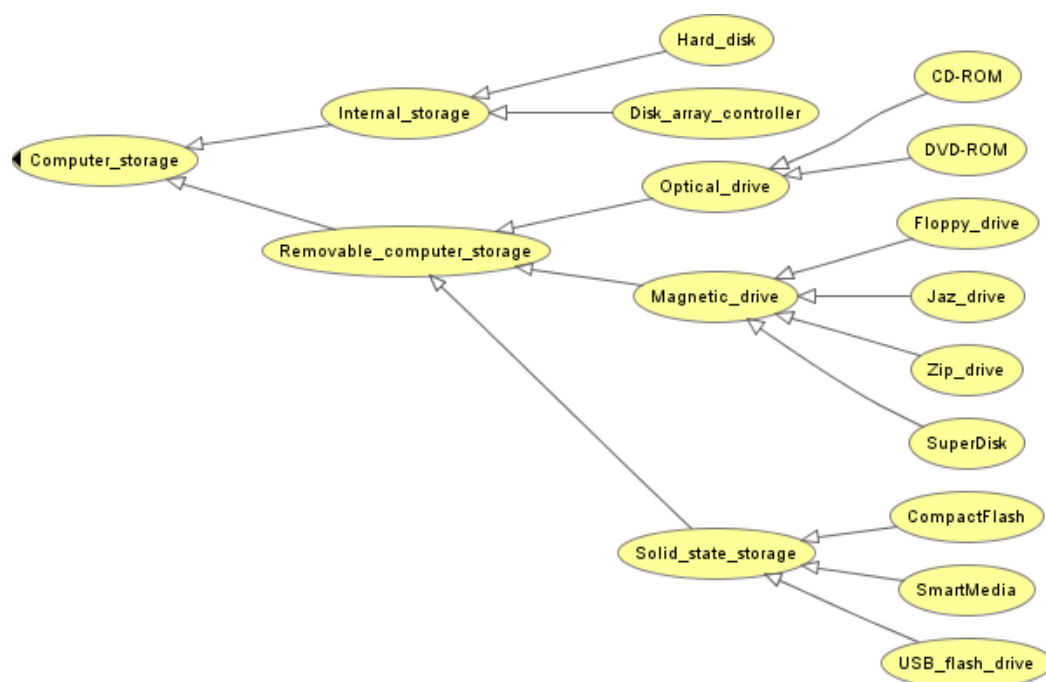 Hard_disk
CD-ROM
Internal_storage
Disk_array_controller
DVD-ROM
Computer_storage
Optical_drive
Floppy_drive
Removable_computer_storage
Magnetic_drive
Jaz_drive
Zip_drive
SuperDisk
CompactFlash
Solid_state_storage
SmartMedia
USB_flash_drive